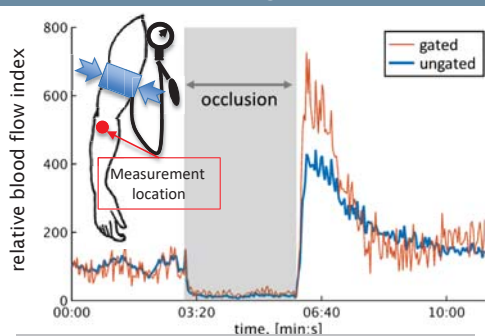 800
600
400
200
0
relative blood flow index
gated
ungated
occlusion
Measurement
location
00:00
03:20
06:40
10:00
time, [min:s]